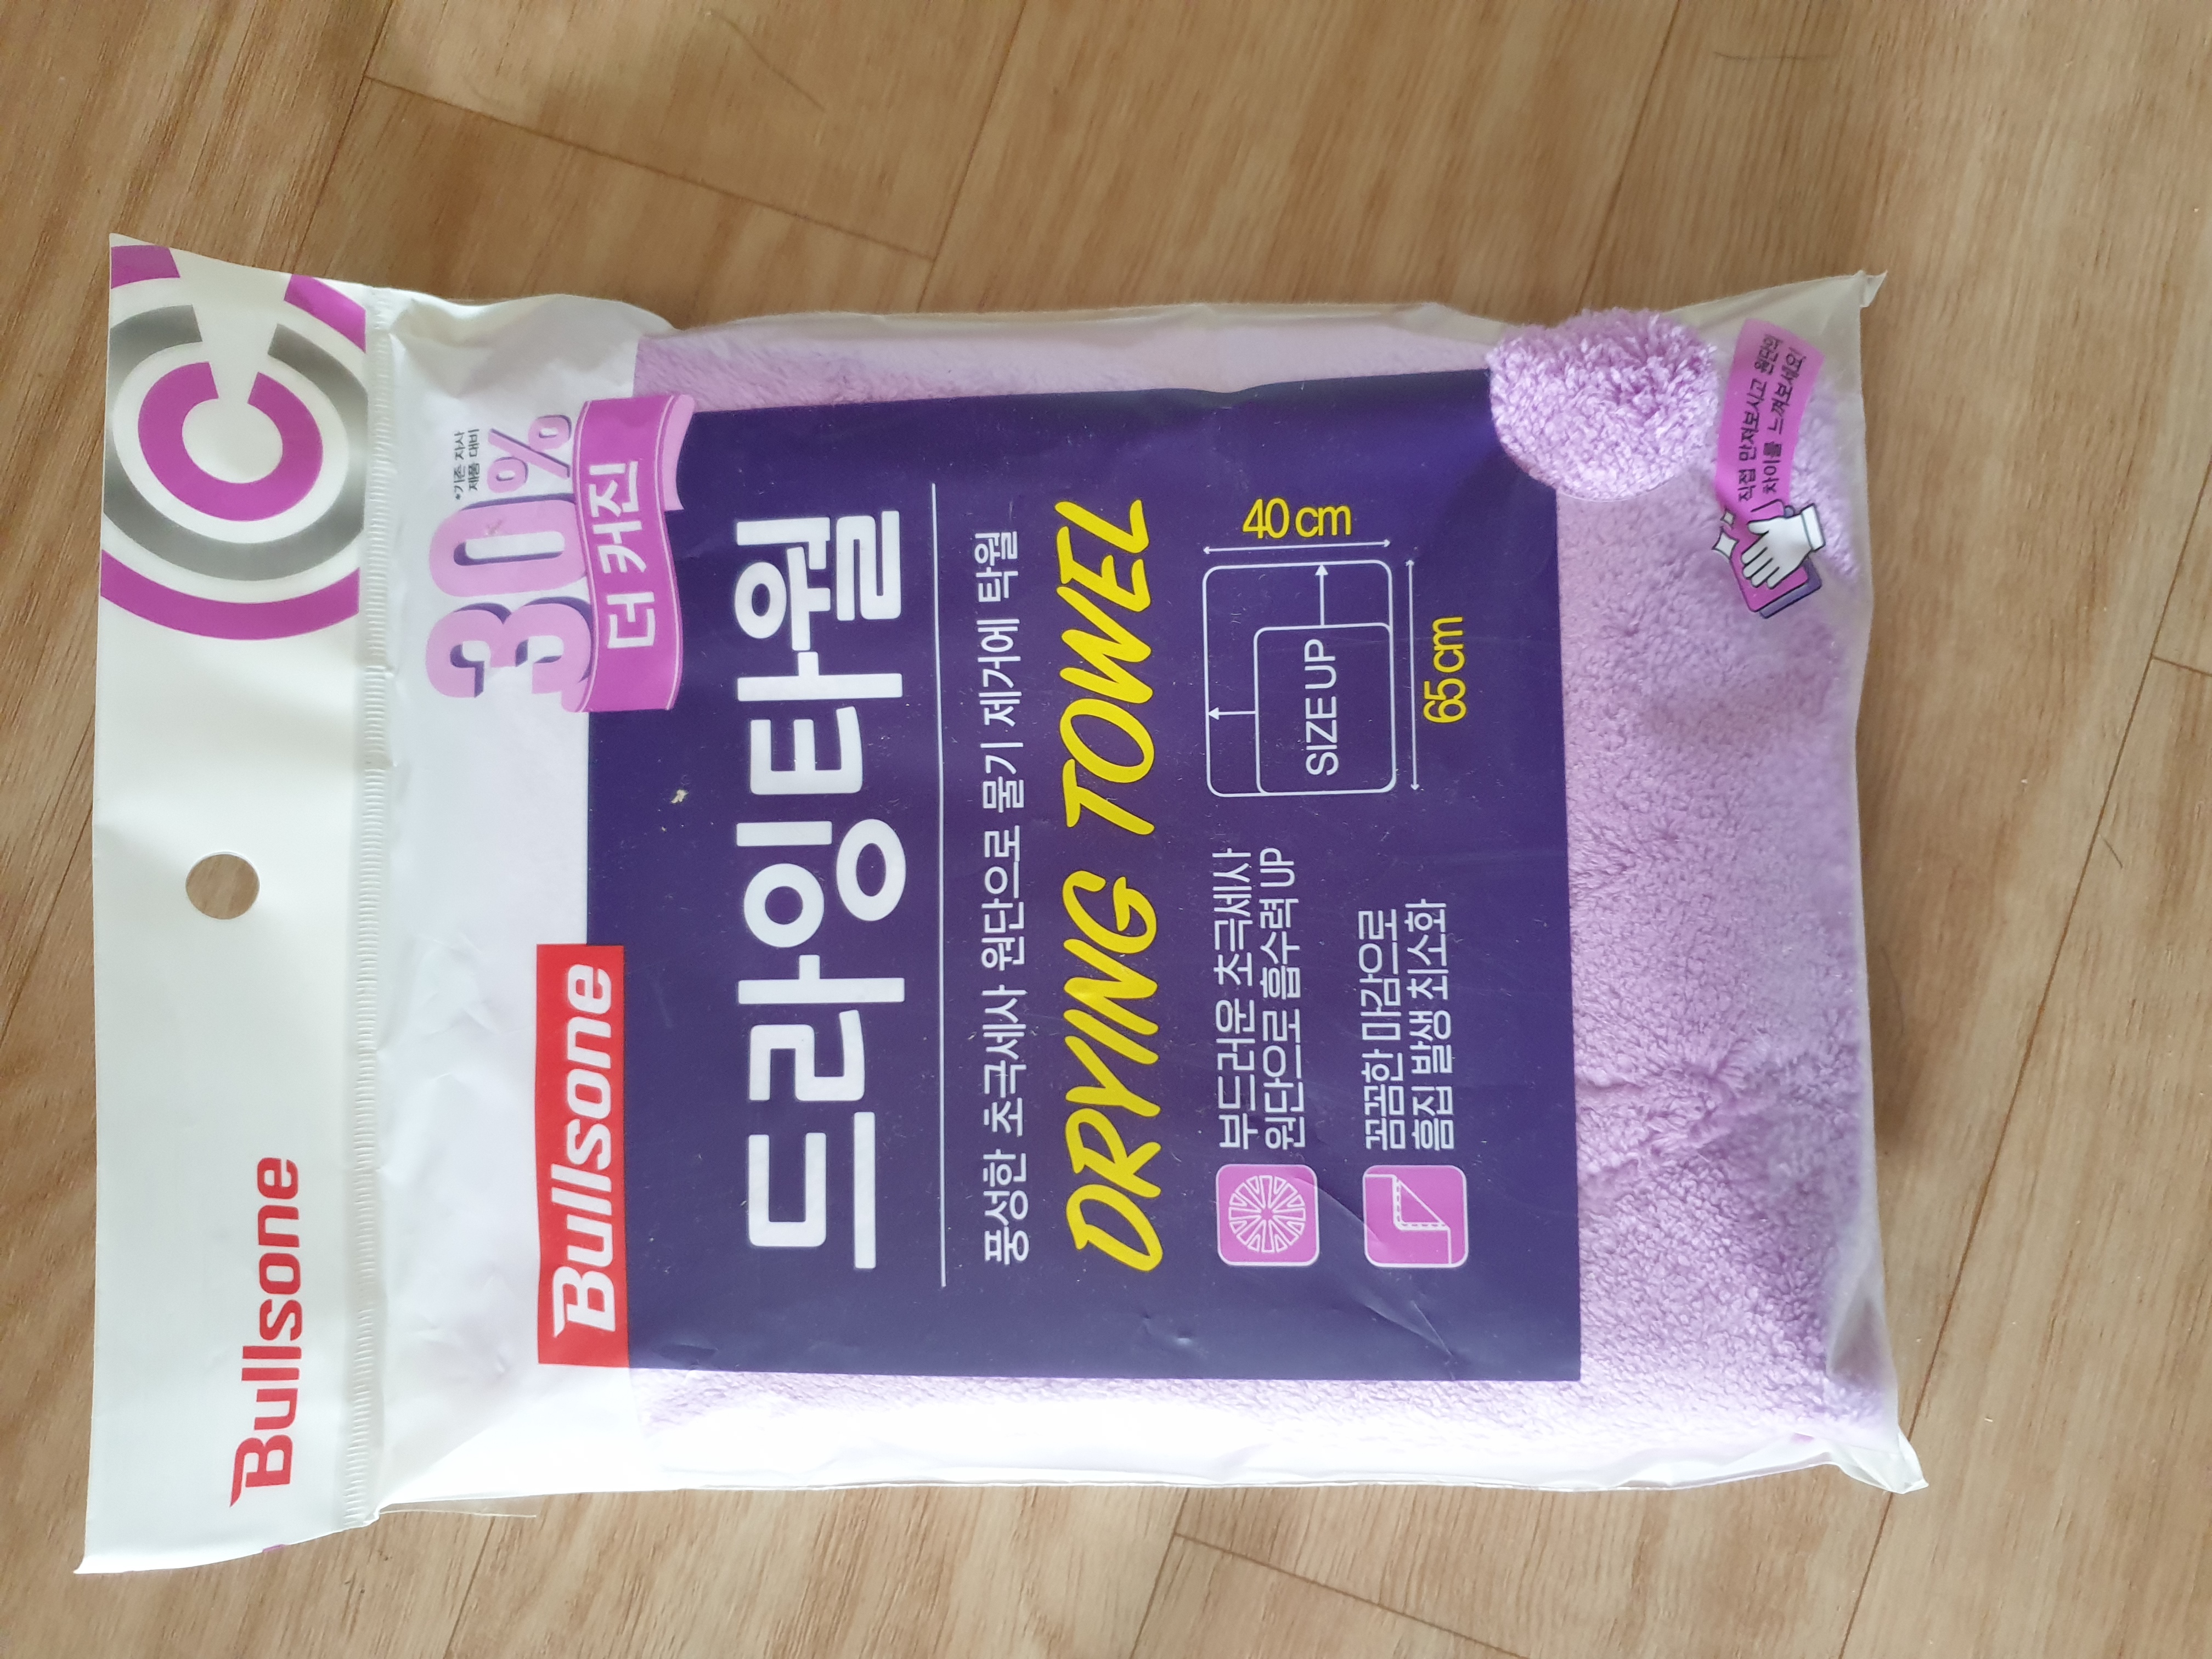 Bullsone
*기존 자사
제품 대비
30%
더 커진
Bullsone
드라잉타월
풍성한 초극세사 원단으로 물기 제거에 탁월
DRYING TOWEL
부드러운 초극세사
원단으로 흡수력 UP
꼼꼼한 마감으로
흠집 발생 최소화
SIZE UP
40 cm
65 cm
직접 만져보시고 원단의
차이를 느껴보세요!